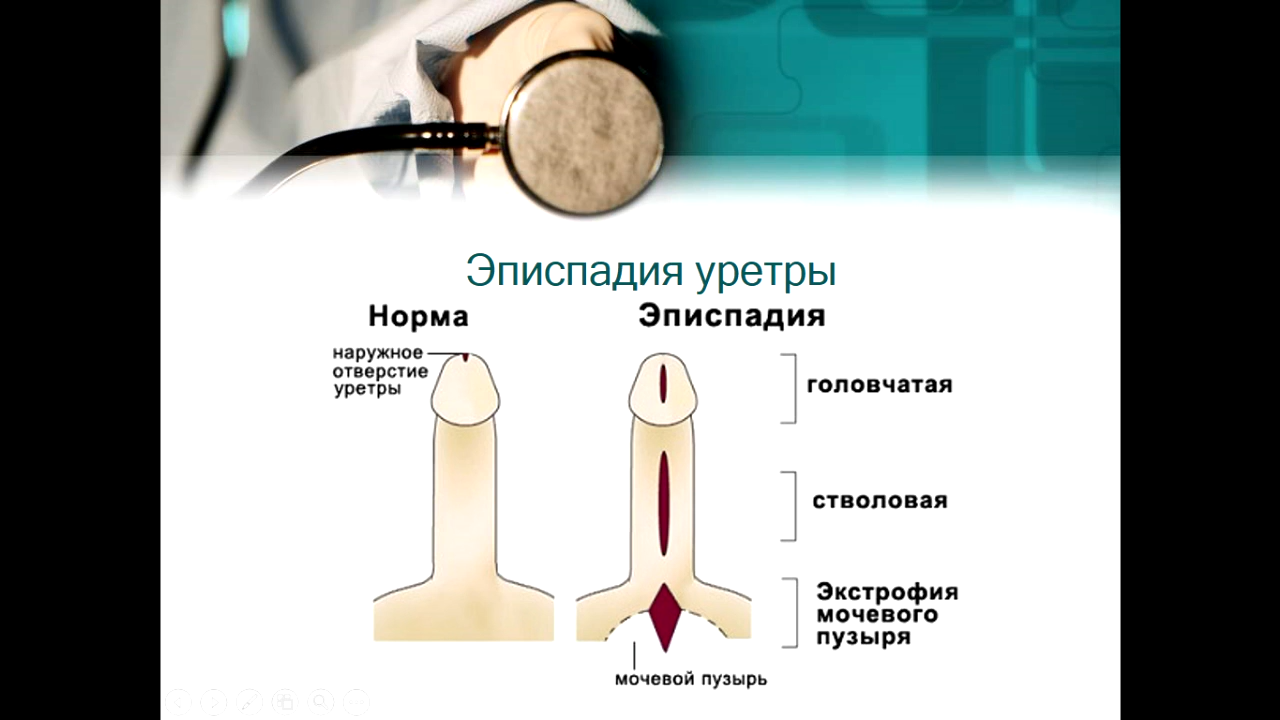 Эписпадия уретры
Норма
Эписпадия
наружное
отверстие
уретры
головчатая
стволовая
Экстрофия
мочевого
пузыря
мочевой пузырь